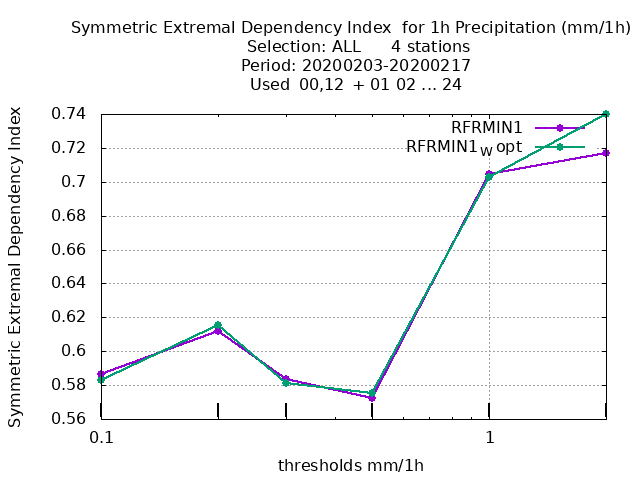 Symmetric Extremal Dependency Index  for 1h Precipitation (mm/1h)
Selection: ALL      4 stations
Period: 20200203-20200217
Used  00,12  + 01 02 ... 24
Symmetric Extremal Dependency Index
0.74
0.72
0.7
0.68
0.66
0.64
0.62
0.6
0.58
0.56
RFRMIN1
RFRMIN1W opt
0.1
1
thresholds mm/1h